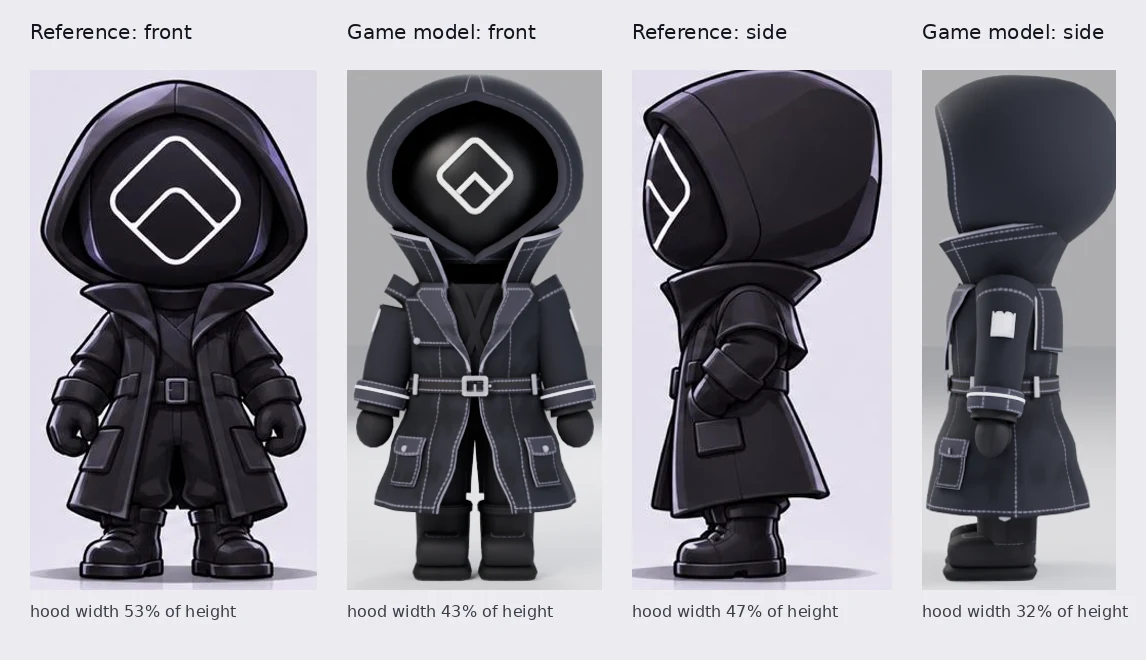 Reference: front
Game model: front
Reference: side
Game model: side
hood width 53% of height
hood width 43% of height
hood width 47% of height
hood width 32% of height